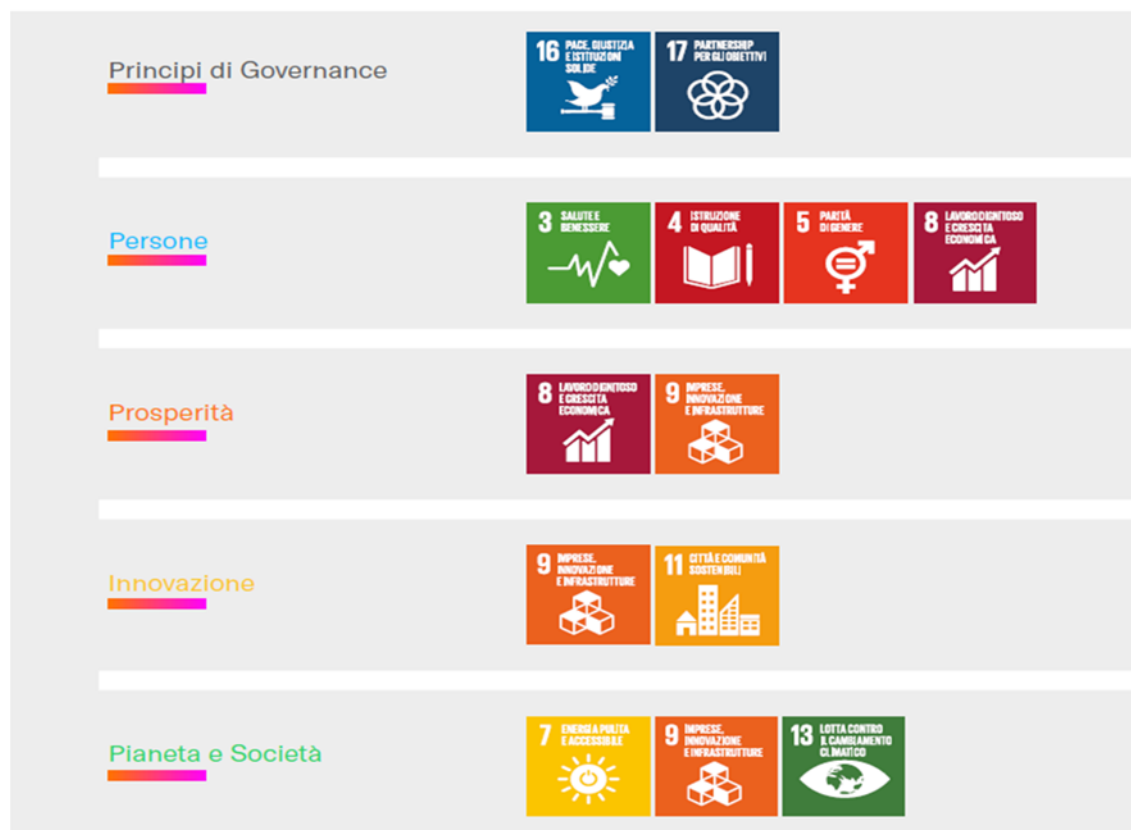 Principi di Governance
16 PACE, GIUSTIZIA
E ISTITUZIONI
SOLIDE
17 PARTNERSHIP
PER GLI OBIETTIVI
Persone
3 SALUTE E
BENESSERE
4 ISTRUZIONE
DI QUALITÀ
5 PARITÀ
DI GENERE
8 LAVORO DIGNITOSO
E CRESCITA
ECONOMICA
Prosperità
8 LAVORO DIGNITOSO
E CRESCITA
ECONOMICA
9 IMPRESE,
INNOVAZIONE
E INFRASTRUTTURE
Innovazione
9 IMPRESE,
INNOVAZIONE
E INFRASTRUTTURE
11 CITTÀ E COMUNITÀ
SOSTENIBILI
Pianeta e Società
7 ENERGIA PULITA
E ACCESSIBILE
9 IMPRESE,
INNOVAZIONE
E INFRASTRUTTURE
13 LOTTA CONTRO
IL CAMBIAMENTO
CLIMATICO